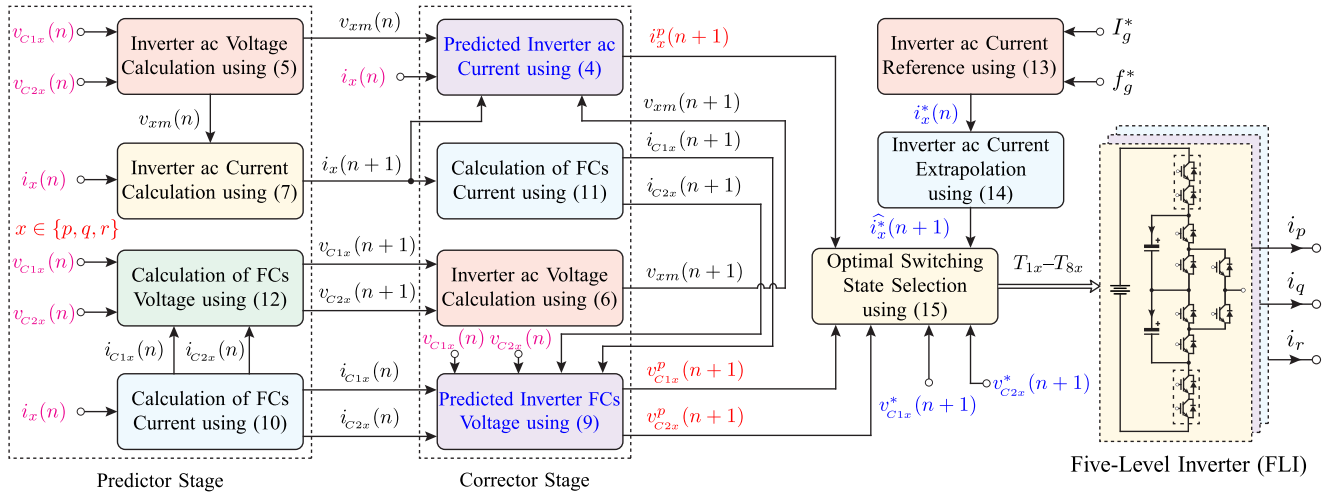 v_{C1x}(n)
v_{C2x}(n)
Inverter ac Voltage
Calculation using (5)
v_{xm}(n)
v_{xm}(n)
i_x(n)
Inverter ac Current
Calculation using (7)
i_x(n+1)
x ∈ {p, q, r}
v_{C1x}(n)
v_{C2x}(n)
Calculation of FCs
Voltage using (12)
v_{C1x}(n+1)
v_{C2x}(n+1)
i_{C1x}(n)
i_{C2x}(n)
i_x(n)
Calculation of FCs
Current using (10)
i_{C1x}(n)
i_{C2x}(n)
Predictor Stage
Predicted Inverter ac
Current using (4)
i_x(n)
i_x^p(n+1)
v_{xm}(n+1)
Calculation of FCs
Current using (11)
i_{C1x}(n+1)
i_{C2x}(n+1)
Inverter ac Voltage
Calculation using (6)
v_{xm}(n+1)
v_{C1x}(n)
v_{C2x}(n)
Predicted Inverter FCs
Voltage using (9)
v_{C1x}^p(n+1)
v_{C2x}^p(n+1)
Corrector Stage
Inverter ac Current
Reference using (13)
I_g^*
f_g^*
i_x^*(n)
Inverter ac Current
Extrapolation
using (14)
\widehat{i_x^*}(n+1)
Optimal Switching
State Selection
using (15)
v_{C1x}^*(n+1)
v_{C2x}^*(n+1)
T_{1x}–T_{8x}
+
+
i_p
i_q
i_r
Five-Level Inverter (FLI)